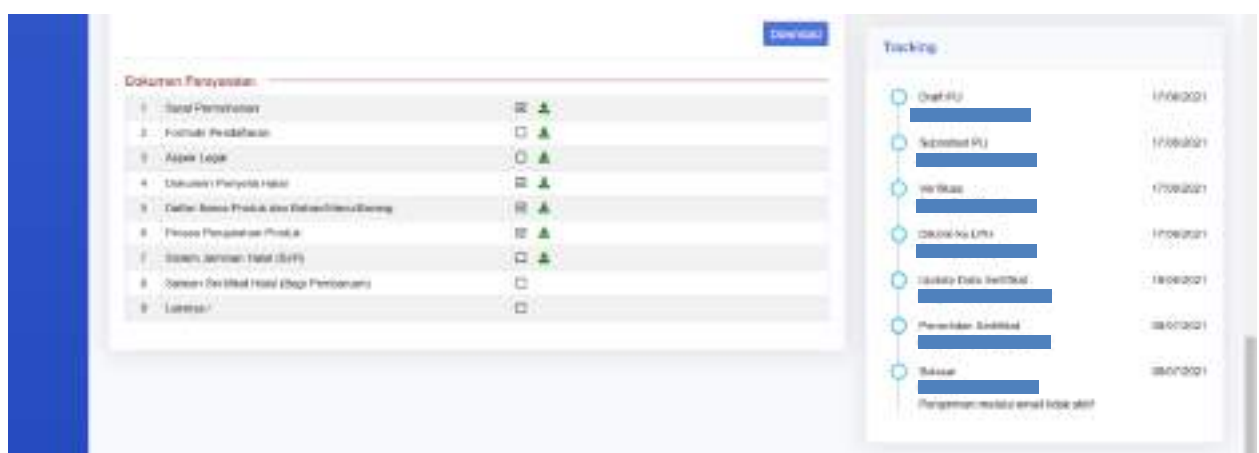 Download
Dokumen Persyaratan
1 Surat Permohonan
2 Formulir Pendaftaran
3 Aspek Legal
4 Dokumen Penyelia Halal
5 Daftar Nama Produk dan Bahan/Menu/Barang
6 Proses Pengolahan Produk
7 Sistem Jaminan Halal (SJH)
8 Salinan Sertifikat Halal (Bagi Pembaruan)
9 Lainnya
Tracking
Draft PU 17/06/2021
Submitted PU 17/06/2021
Verifikasi 17/06/2021
Dikirim ke LPH 17/06/2021
Update Data Sertifikat
Penerbitan Sertifikat 08/07/2021
Selesai 08/07/2021
Pengiriman melalui email tidak aktif